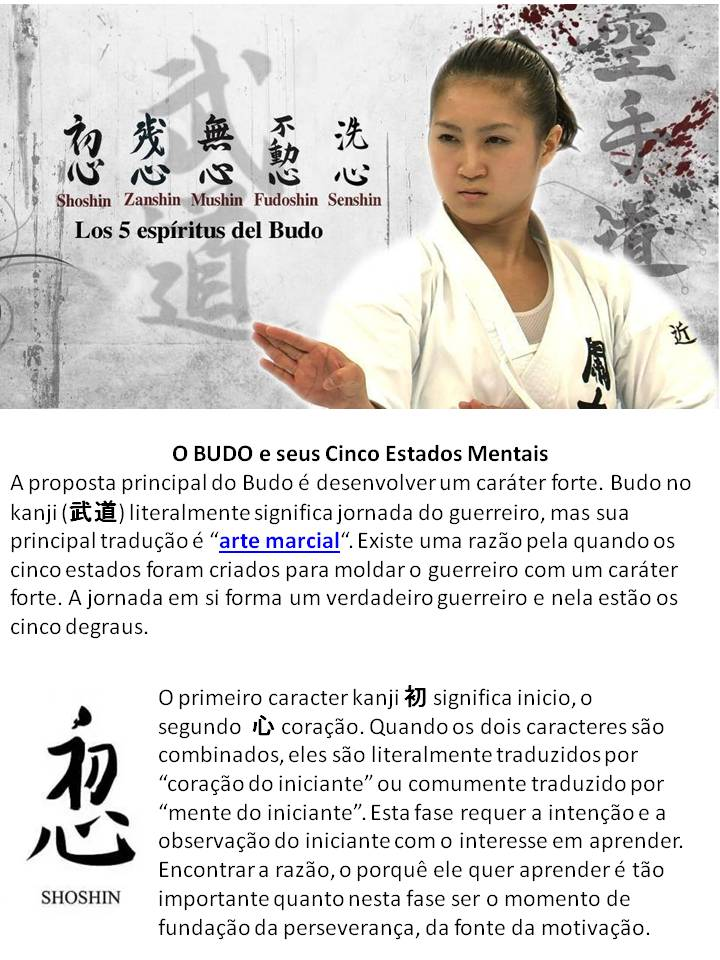 武道
空手道
初心 残心 無心 不動心 洗心
Shoshin Zanshin Mushin Fudoshin Senshin
Los 5 espíritus del Budo
近
O BUDO e seus Cinco Estados Mentais
A proposta principal do Budo é desenvolver um caráter forte. Budo no
kanji (武道) literalmente significa jornada do guerreiro, mas sua
principal tradução é “arte marcial“. Existe uma razão pela quando os
cinco estados foram criados para moldar o guerreiro com um caráter
forte. A jornada em si forma um verdadeiro guerreiro e nela estão os
cinco degraus.
初心
SHOSHIN
O primeiro caracter kanji 初 significa inicio, o
segundo 心 coração. Quando os dois caracteres são
combinados, eles são literalmente traduzidos por
“coração do iniciante” ou comumente traduzido por
“mente do iniciante”. Esta fase requer a intenção e a
observação do iniciante com o interesse em aprender.
Encontrar a razão, o porquê ele quer aprender é tão
importante quanto nesta fase ser o momento de
fundação da perseverança, da fonte da motivação.